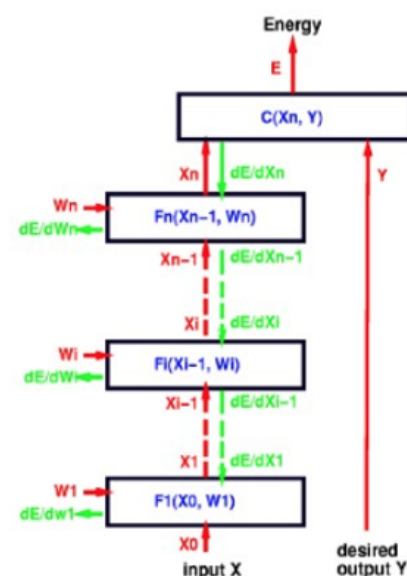 Energy
E
C(Xn, Y)
Xn
dE/dXn
Y
Wn
Fn(Xn-1, Wn)
dE/dWn
Xn-1
dE/dXn-1
Xi
dE/dXi
Wi
Fi(Xi-1, Wi)
dE/dWi
Xi-1
dE/dXi-1
X1
dE/dX1
W1
F1(X0, W1)
dE/dw1
X0
input X
desired
output Y